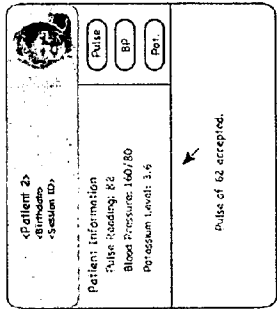 <Patient 2>
<Birthdate>
<Session ID>
Pulse
BP
Pot.
Patient Information
Pulse Reading: 82
Blood Pressure: 160/80
Potassium Level: 3.6
Pulse of 62 accepted.